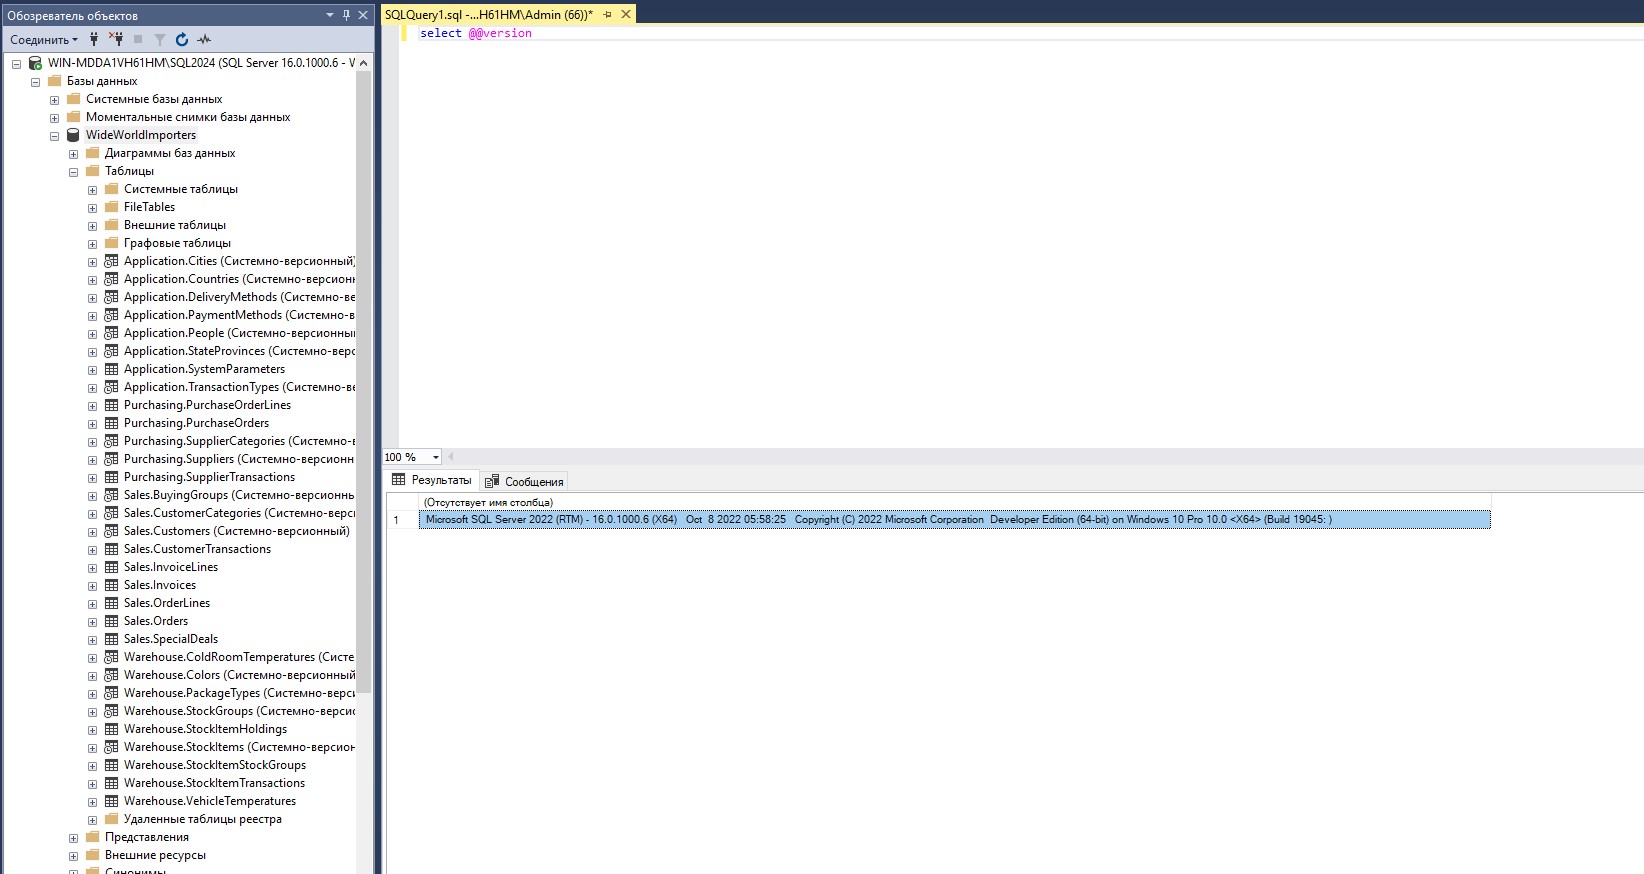 Обозреватель объектов
Соединить
WIN-MDDA1VH61HM\SQL2024 (SQL Server 16.0.1000.6 - W
Базы данных
Системные базы данных
Моментальные снимки базы данных
WideWorldImporters
Диаграммы баз данных
Таблицы
Системные таблицы
FileTables
Внешние таблицы
Графовые таблицы
Application.Cities (Системно-версионный)
Application.Countries (Системно-версионн
Application.DeliveryMethods (Системно-ве
Application.PaymentMethods (Системно-в
Application.People (Системно-версионны
Application.StateProvinces (Системно-верс
Application.SystemParameters
Application.TransactionTypes (Системно-ве
Purchasing.PurchaseOrderLines
Purchasing.PurchaseOrders
Purchasing.SupplierCategories (Системно-в
Purchasing.Suppliers (Системно-версионн
Purchasing.SupplierTransactions
Sales.BuyingGroups (Системно-версионнь
Sales.CustomerCategories (Системно-верс
Sales.Customers (Системно-версионный)
Sales.CustomerTransactions
Sales.InvoiceLines
Sales.Invoices
Sales.OrderLines
Sales.Orders
Sales.SpecialDeals
Warehouse.ColdRoomTemperatures (Систе
Warehouse.Colors (Системно-версионный
Warehouse.PackageTypes (Системно-верси
Warehouse.StockGroups (Системно-версио
Warehouse.StockItemHoldings
Warehouse.StockItems (Системно-версион
Warehouse.StockItemStockGroups
Warehouse.StockItemTransactions
Warehouse.VehicleTemperatures
Удаленные таблицы реестра
Представления
Внешние ресурсы
Синонимы
SQLQuery1.sql -...H61HM\Admin (66))*
select @@version
100 %
Результаты
Сообщения
(Отсутствует имя столбца)
1 Microsoft SQL Server 2022 (RTM) - 16.0.1000.6 (X64) Oct 8 2022 05:58:25 Copyright (C) 2022 Microsoft Corporation Developer Edition (64-bit) on Windows 10 Pro 10.0 <X64> (Build 19045: )